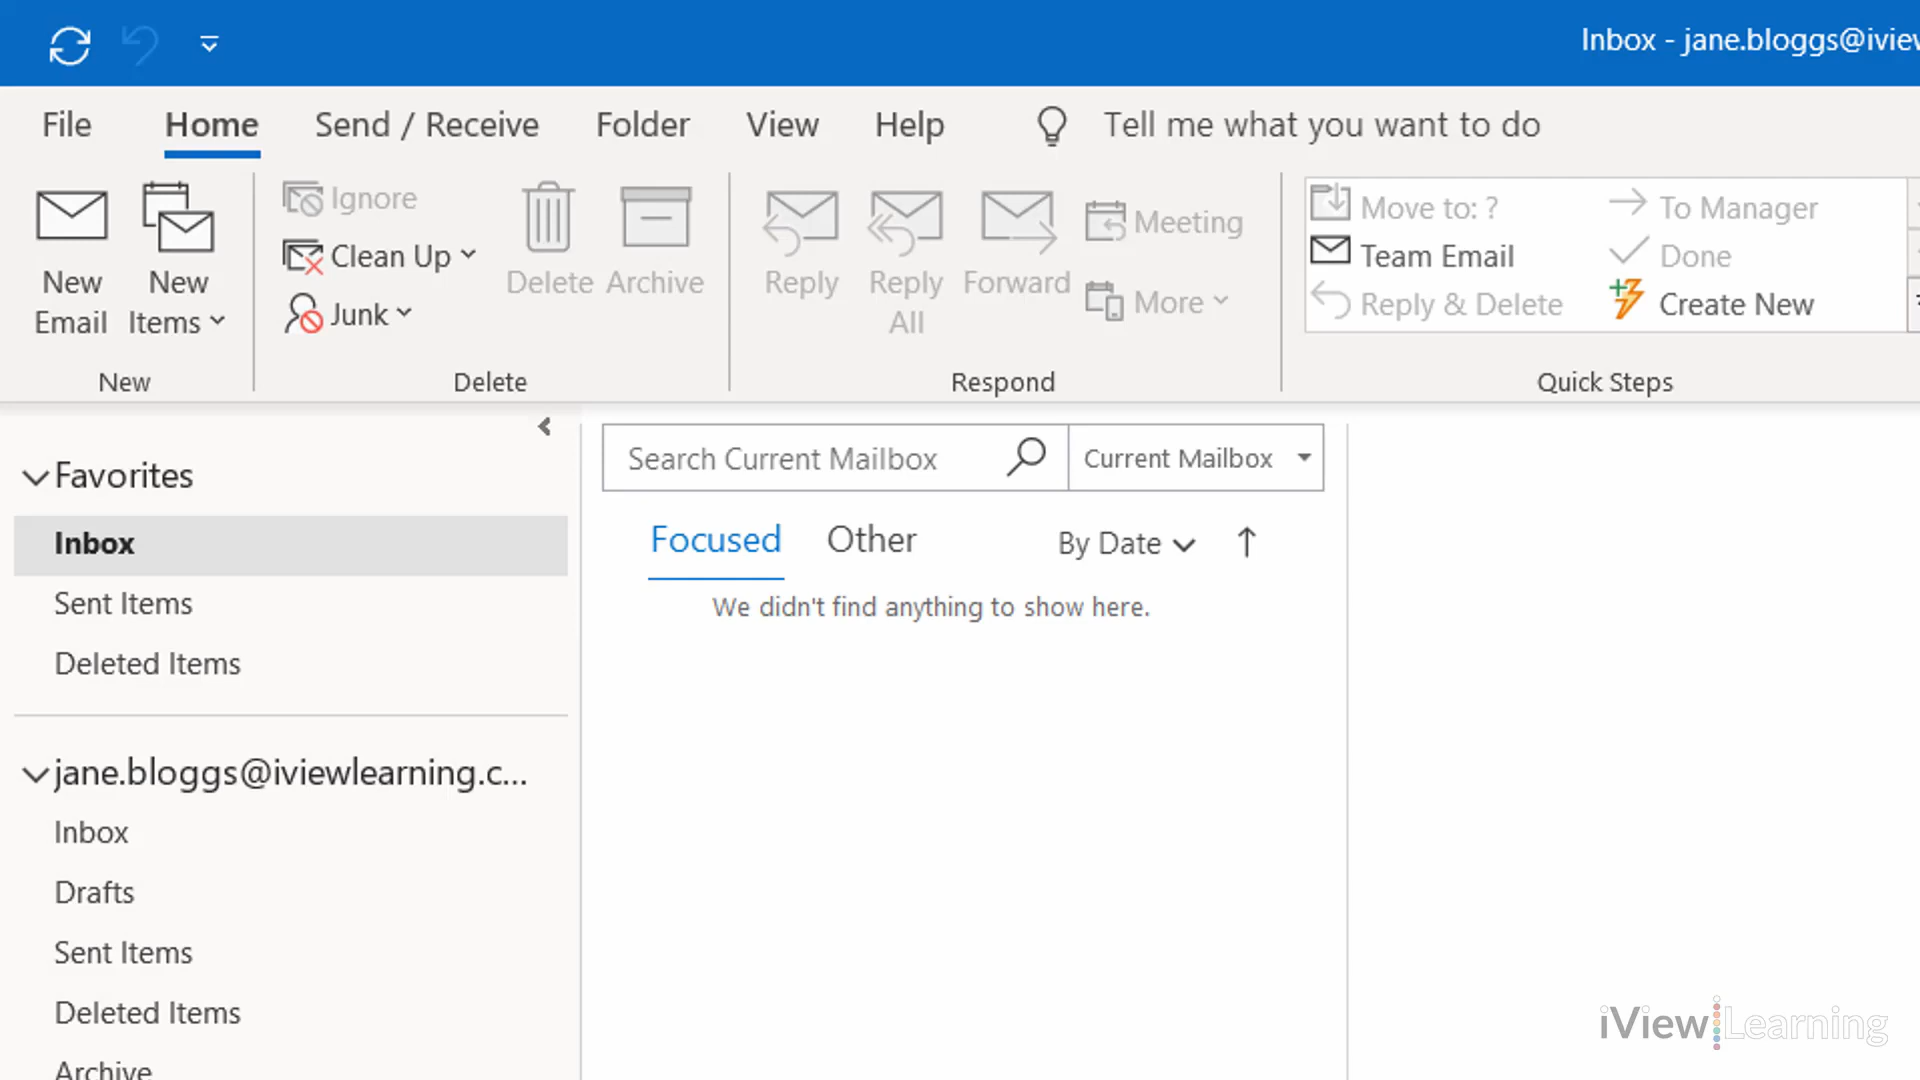 Inbox - jane.bloggs@iview
File Home Send / Receive Folder View Help Tell me what you want to do
New Email
New Items
Ignore
Clean Up
Junk
Delete
Archive
Reply
Reply All
Forward
Meeting
More
Move to: ?
Team Email
Reply & Delete
To Manager
Done
Create New
New
Delete
Respond
Quick Steps
Favorites
Inbox
Sent Items
Deleted Items
jane.bloggs@iviewlearning.c...
Inbox
Drafts
Sent Items
Deleted Items
Archive
Search Current Mailbox
Current Mailbox
Focused Other By Date
We didn't find anything to show here.
iView Learning